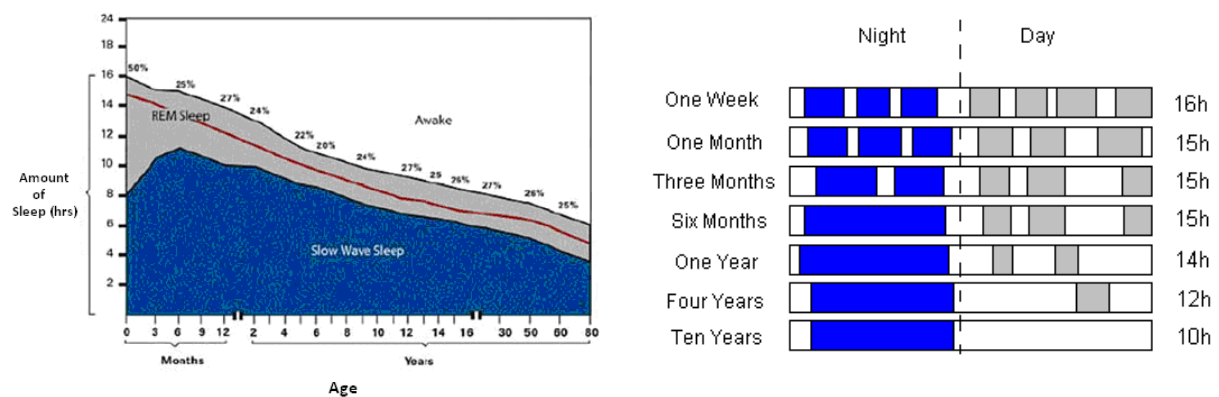 24
18
16
14
12
10
8
6
4
2
Amount
of
Sleep (hrs)
50%
25%
27%
24%
22%
20%
24%
27%
25
26%
27%
26%
25%
REM Sleep
Awake
Slow Wave Sleep
0 3 6 9 12 2 4 6 8 10 12 14 16 30 50 60 80
Months
Years
Age
Night Day
One Week 16h
One Month 15h
Three Months 15h
Six Months 15h
One Year 14h
Four Years 12h
Ten Years 10h